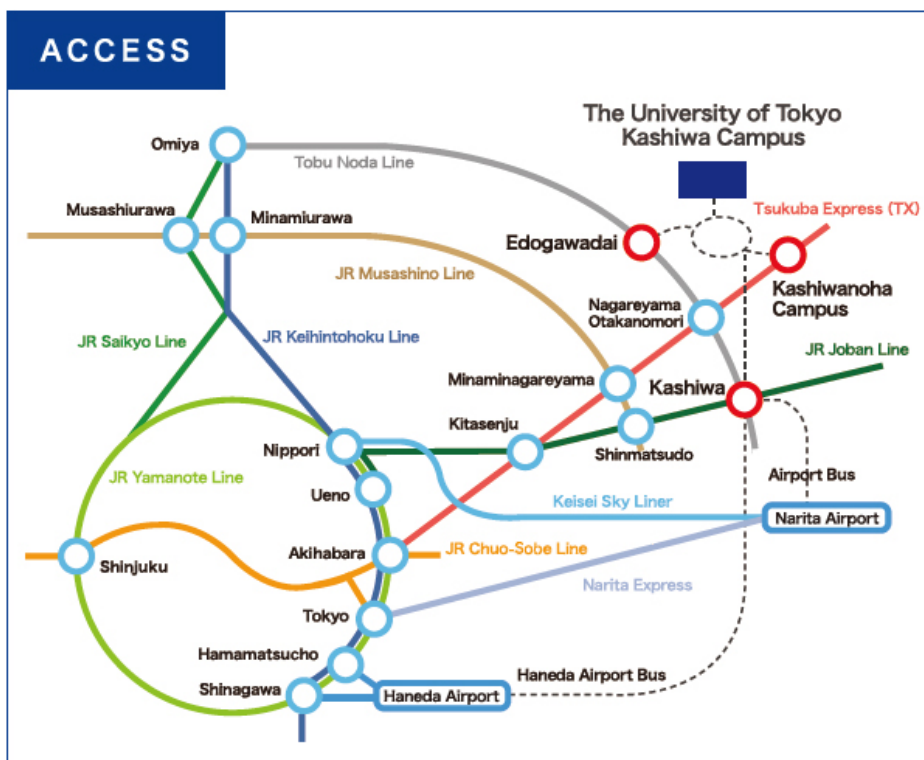 ACCESS
The University of Tokyo
Kashiwa Campus
Omiya
Tobu Noda Line
Musashiurawa
Minamiurawa
Tsukuba Express (TX)
Edogawadai
JR Musashino Line
Kashiwanoha
Campus
Nagareyama
Otakanomori
JR Saikyo Line
JR Keihintohoku Line
JR Joban Line
Minaminagareyama
Kashiwa
Kitasenju
Nippori
Shinmatsudo
JR Yamanote Line
Airport Bus
Ueno
Keisei Sky Liner
Narita Airport
Akihabara
JR Chuo-Sobe Line
Shinjuku
Narita Express
Tokyo
Hamamatsucho
Haneda Airport Bus
Shinagawa
Haneda Airport